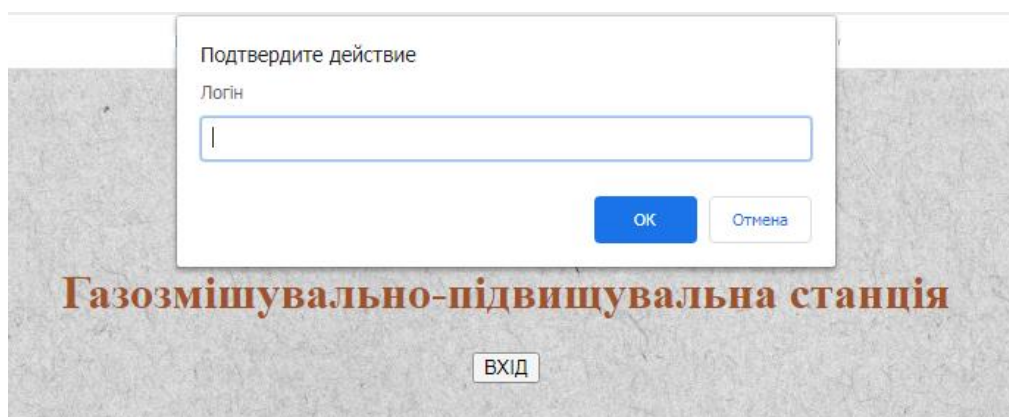 Подтвердите действие
Логін
ОК
Отмена
Газозмішувально-підвищувальна станція
ВХІД